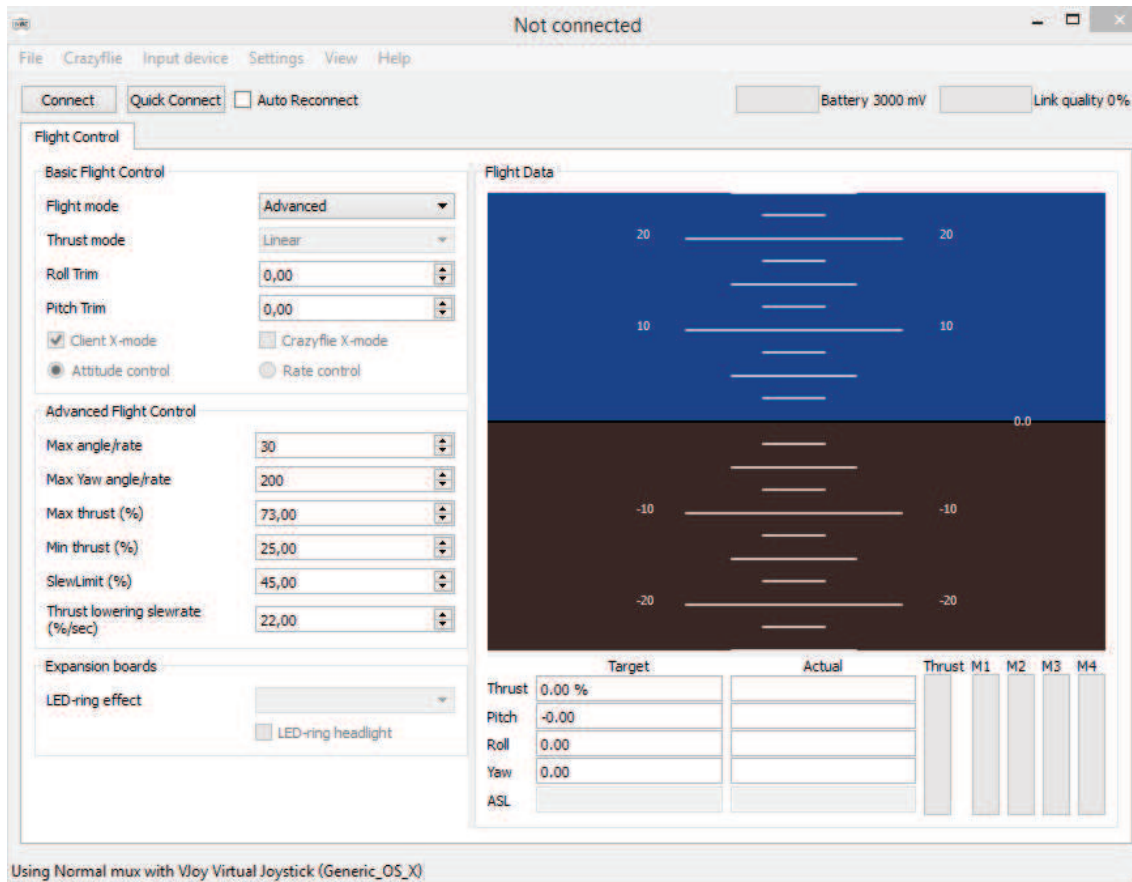 Not connected
File Crazyflie Input device Settings View Help
Connect Quick Connect Auto Reconnect Battery 3000 mV Link quality 0%
Flight Control
Basic Flight Control
Flight mode Advanced
Thrust mode Linear
Roll Trim 0,00
Pitch Trim 0,00
Client X-mode Crazyflie X-mode
Attitude control Rate control
Advanced Flight Control
Max angle/rate 30
Max Yaw angle/rate 200
Max thrust (%) 73,00
Min thrust (%) 25,00
SlewLimit (%) 45,00
Thrust lowering slewrate
(%/sec) 22,00
Expansion boards
LED-ring effect
LED-ring headlight
Flight Data
20 20
10 10
0.0
-10 -10
-20 -20
Target Actual Thrust M1 M2 M3 M4
Thrust 0.00 %
Pitch -0.00
Roll 0.00
Yaw 0.00
ASL
Using Normal mux with VJoy Virtual Joystick (Generic_OS_X)